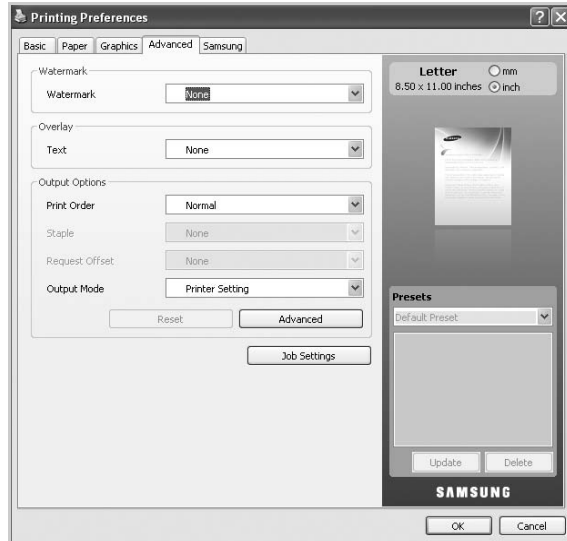 Printing Preferences
Basic Paper Graphics Advanced Samsung
Watermark
Watermark None
Overlay
Text None
Output Options
Print Order Normal
Staple None
Request Offset None
Output Mode Printer Setting
Reset Advanced
Job Settings
Letter mm
8.50 x 11.00 inches inch
Presets
Default Preset
Update Delete
SAMSUNG
OK Cancel